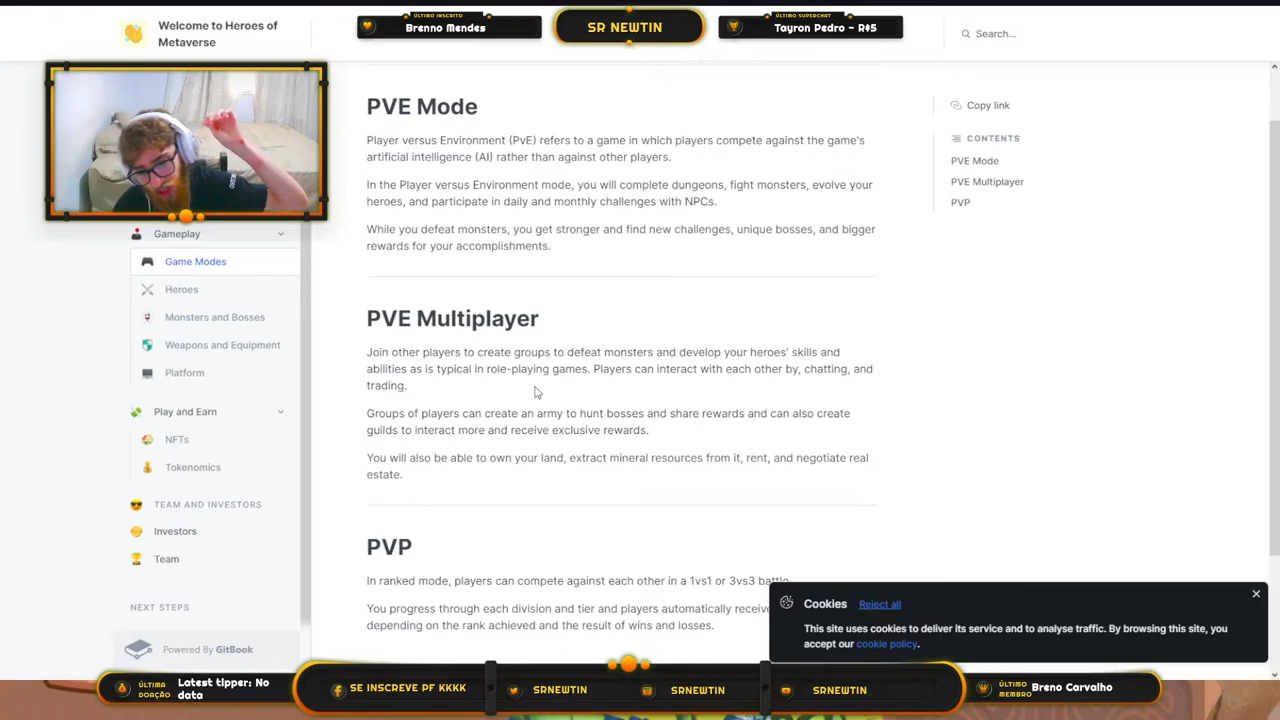 Welcome to Heroes of
Metaverse
ÚLTIMO INSCRITO
Brenno Mendes
SR NEWTIN
ÚLTIMO SUPERCHAT
Tayron Pedro - R$5
Search...
PVE Mode
Player versus Environment (PvE) refers to a game in which players compete against the game's
artificial intelligence (AI) rather than against other players.
In the Player versus Environment mode, you will complete dungeons, fight monsters, evolve your
heroes, and participate in daily and monthly challenges with NPCs.
While you defeat monsters, you get stronger and find new challenges, unique bosses, and bigger
rewards for your accomplishments.
Copy link
CONTENTS
PVE Mode
PVE Multiplayer
PVP
Gameplay
Game Modes
Heroes
Monsters and Bosses
Weapons and Equipment
Platform
Play and Earn
NFTs
Tokenomics
TEAM AND INVESTORS
Investors
Team
NEXT STEPS
Powered By GitBook
PVE Multiplayer
Join other players to create groups to defeat monsters and develop your heroes' skills and
abilities as is typical in role-playing games. Players can interact with each other by, chatting, and
trading.
Groups of players can create an army to hunt bosses and share rewards and can also create
guilds to interact more and receive exclusive rewards.
You will also be able to own your land, extract mineral resources from it, rent, and negotiate real
estate.
PVP
In ranked mode, players can compete against each other in a 1vs1 or 3vs3 battle.
You progress through each division and tier and players automatically receive
depending on the rank achieved and the result of wins and losses.
Cookies Reject all
This site uses cookies to deliver its service and to analyse traffic. By browsing this site, you
accept our cookie policy.
ÚLTIMA
DOAÇÃO
Latest tipper: No
data
SE INSCREVE PF KKKK
SRNEWTIN
SRNEWTIN
SRNEWTIN
ÚLTIMO
MEMBRO
Breno Carvalho